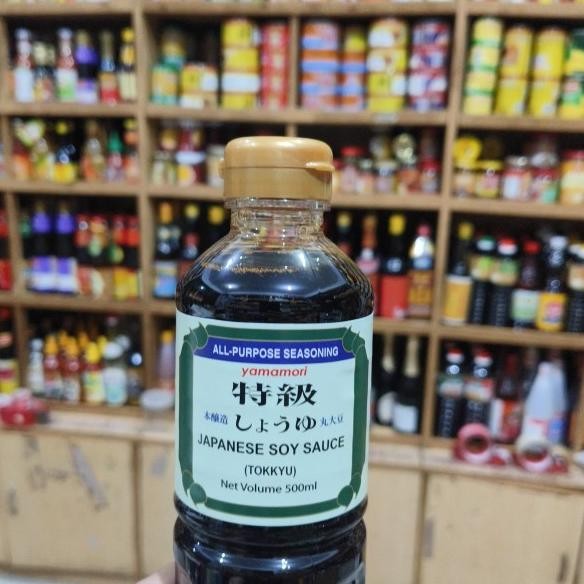 ALL-PURPOSE SEASONING
yamamori
特級
本醸造 しょうゆ 丸大豆
JAPANESE SOY SAUCE
(TOKKYU)
Net Volume 500ml